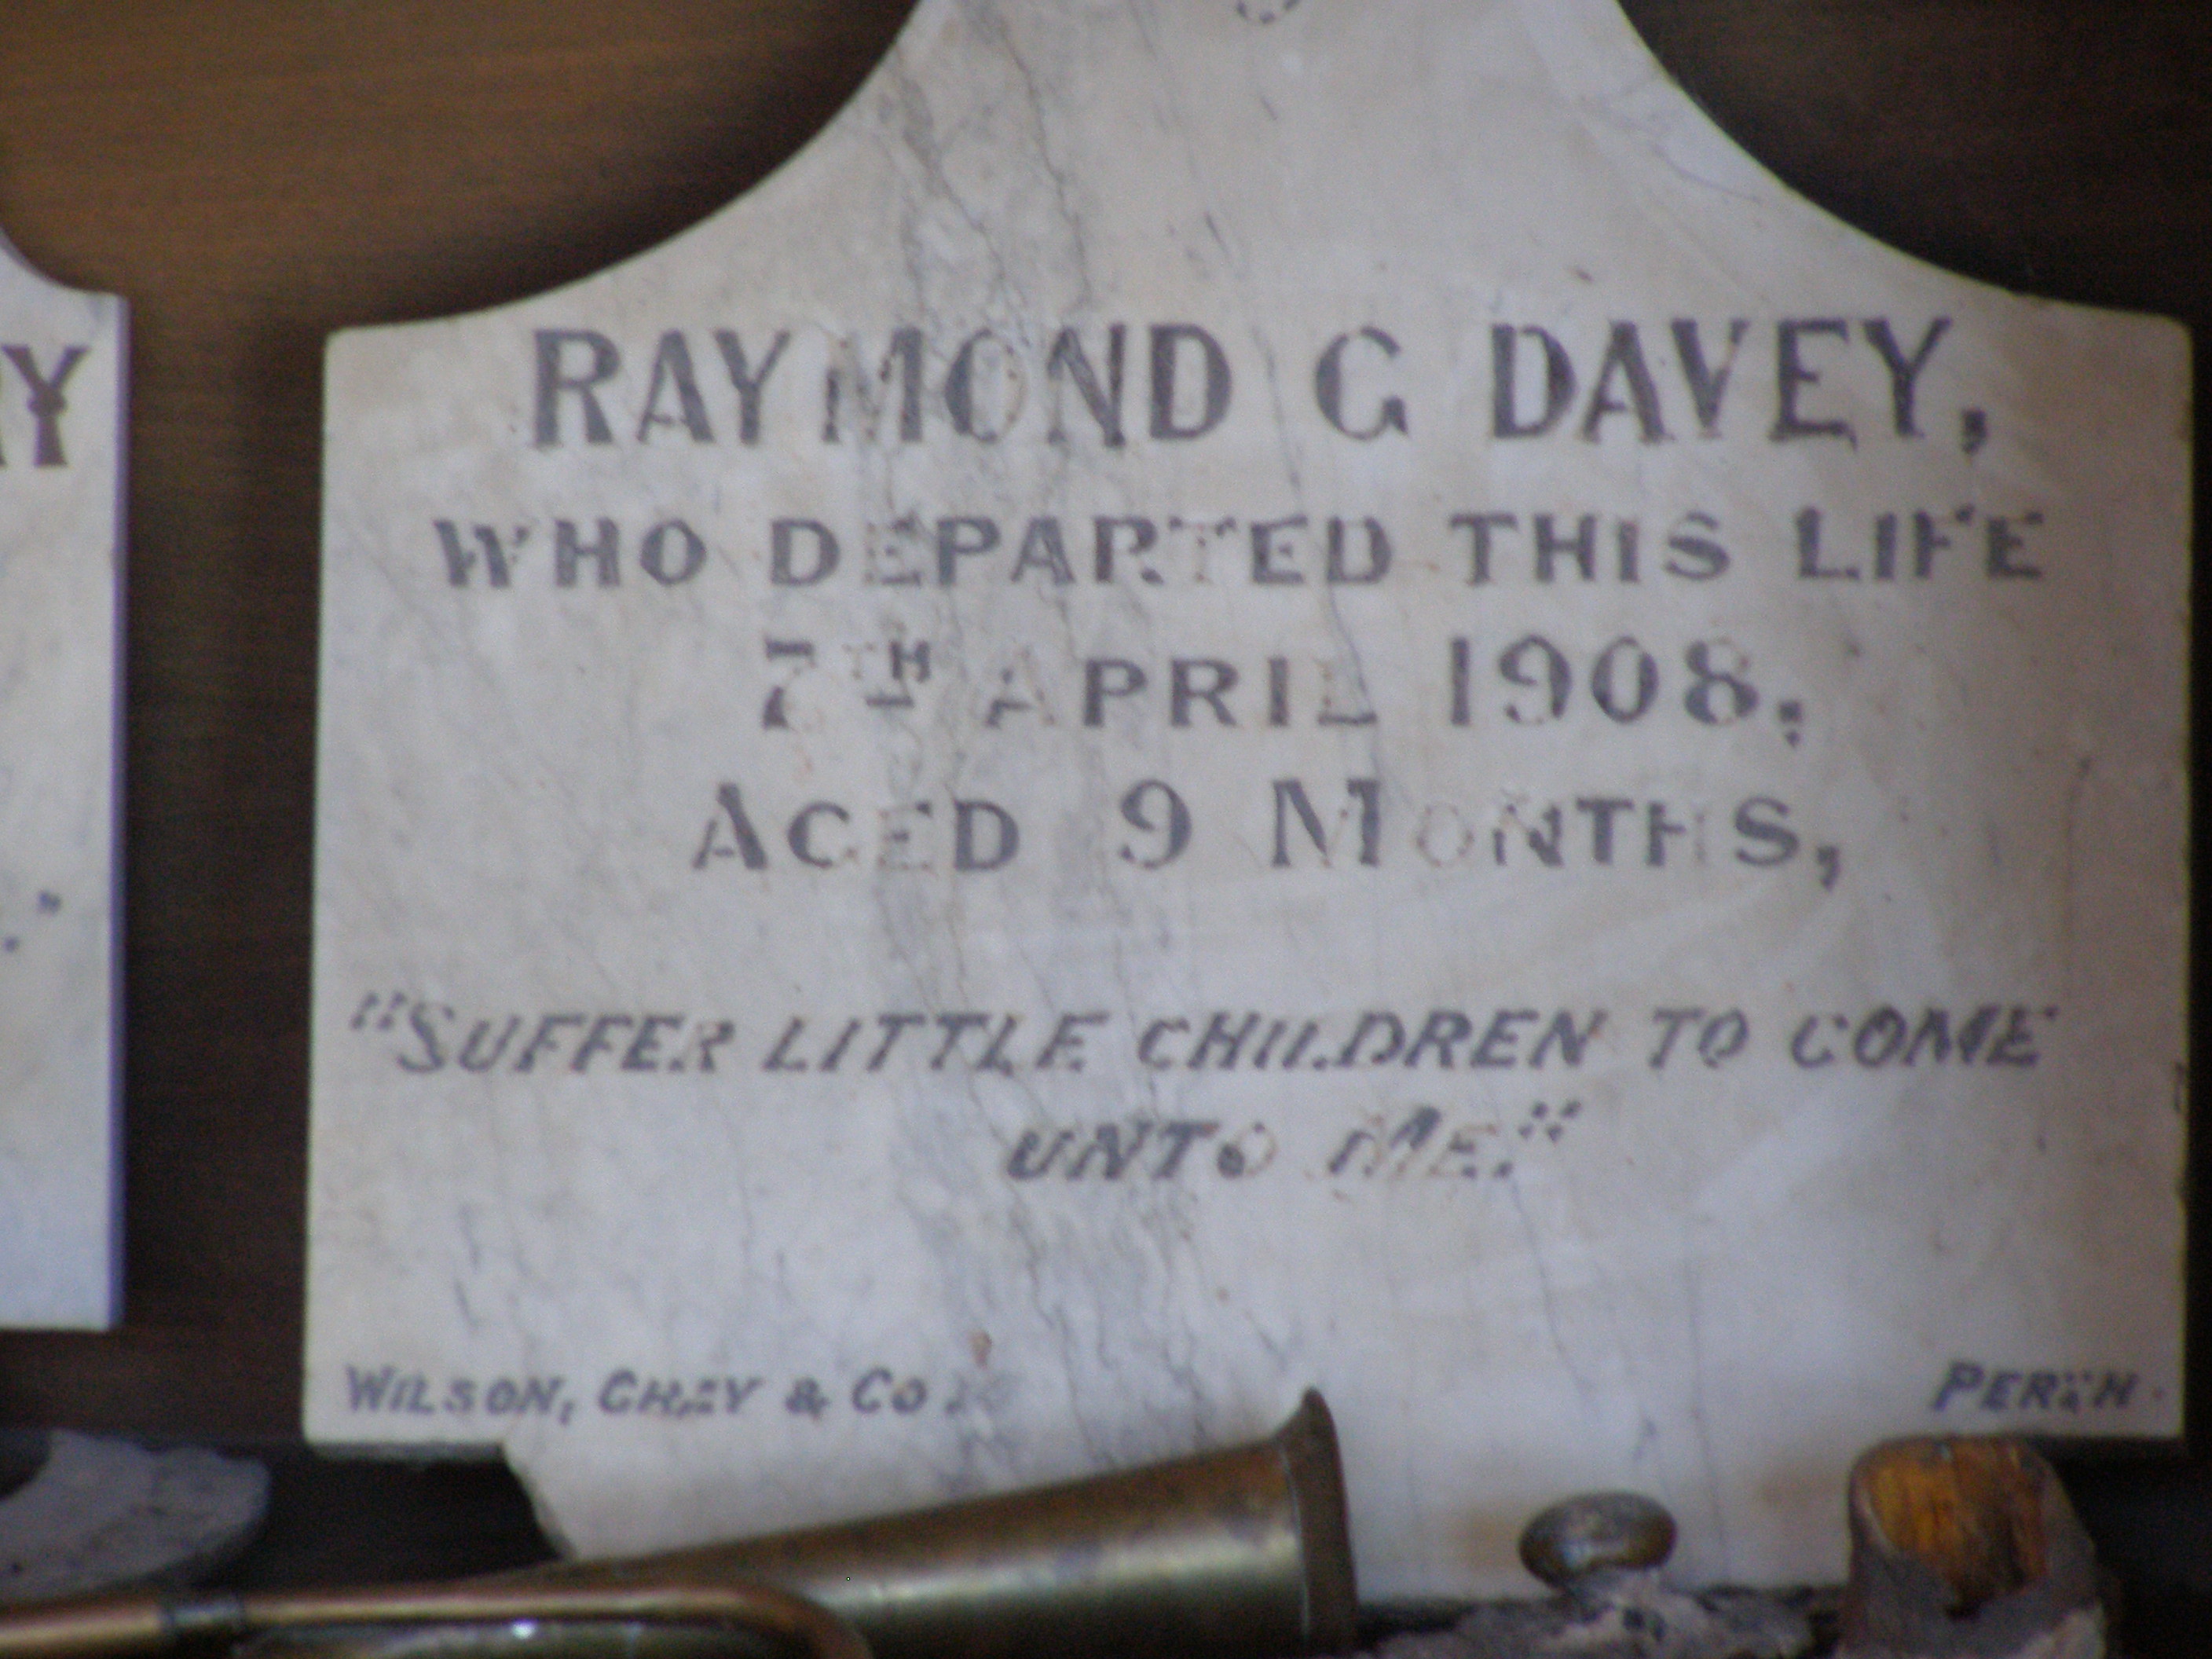 RAYMOND G DAVEY,
WHO DEPARTED THIS LIFE
7TH APRIL 1908.
AGED 9 MONTHS,
"SUFFER LITTLE CHILDREN TO COME
UNTO ME."
WILSON, GRAY & CO.
PERTH.